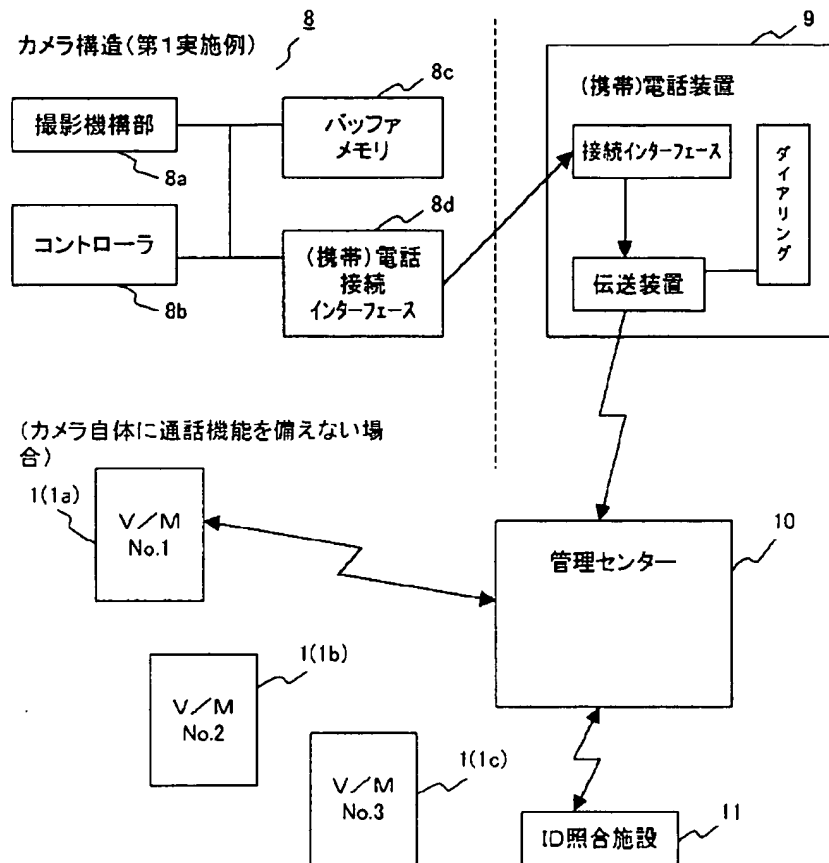 カメラ構造(第1実施例)
8
撮影機構部
8a
コントローラ
8b
8c
バッファ
メモリ
8d
(携帯)電話
接続
インターフェース
9
(携帯)電話装置
接続インターフェース
ダイアリング
伝送装置
(カメラ自体に通話機能を備えない場
合)
1(1a)
V/M
No.1
1(1b)
V/M
No.2
1(1c)
V/M
No.3
10
管理センター
11
ID照合施設